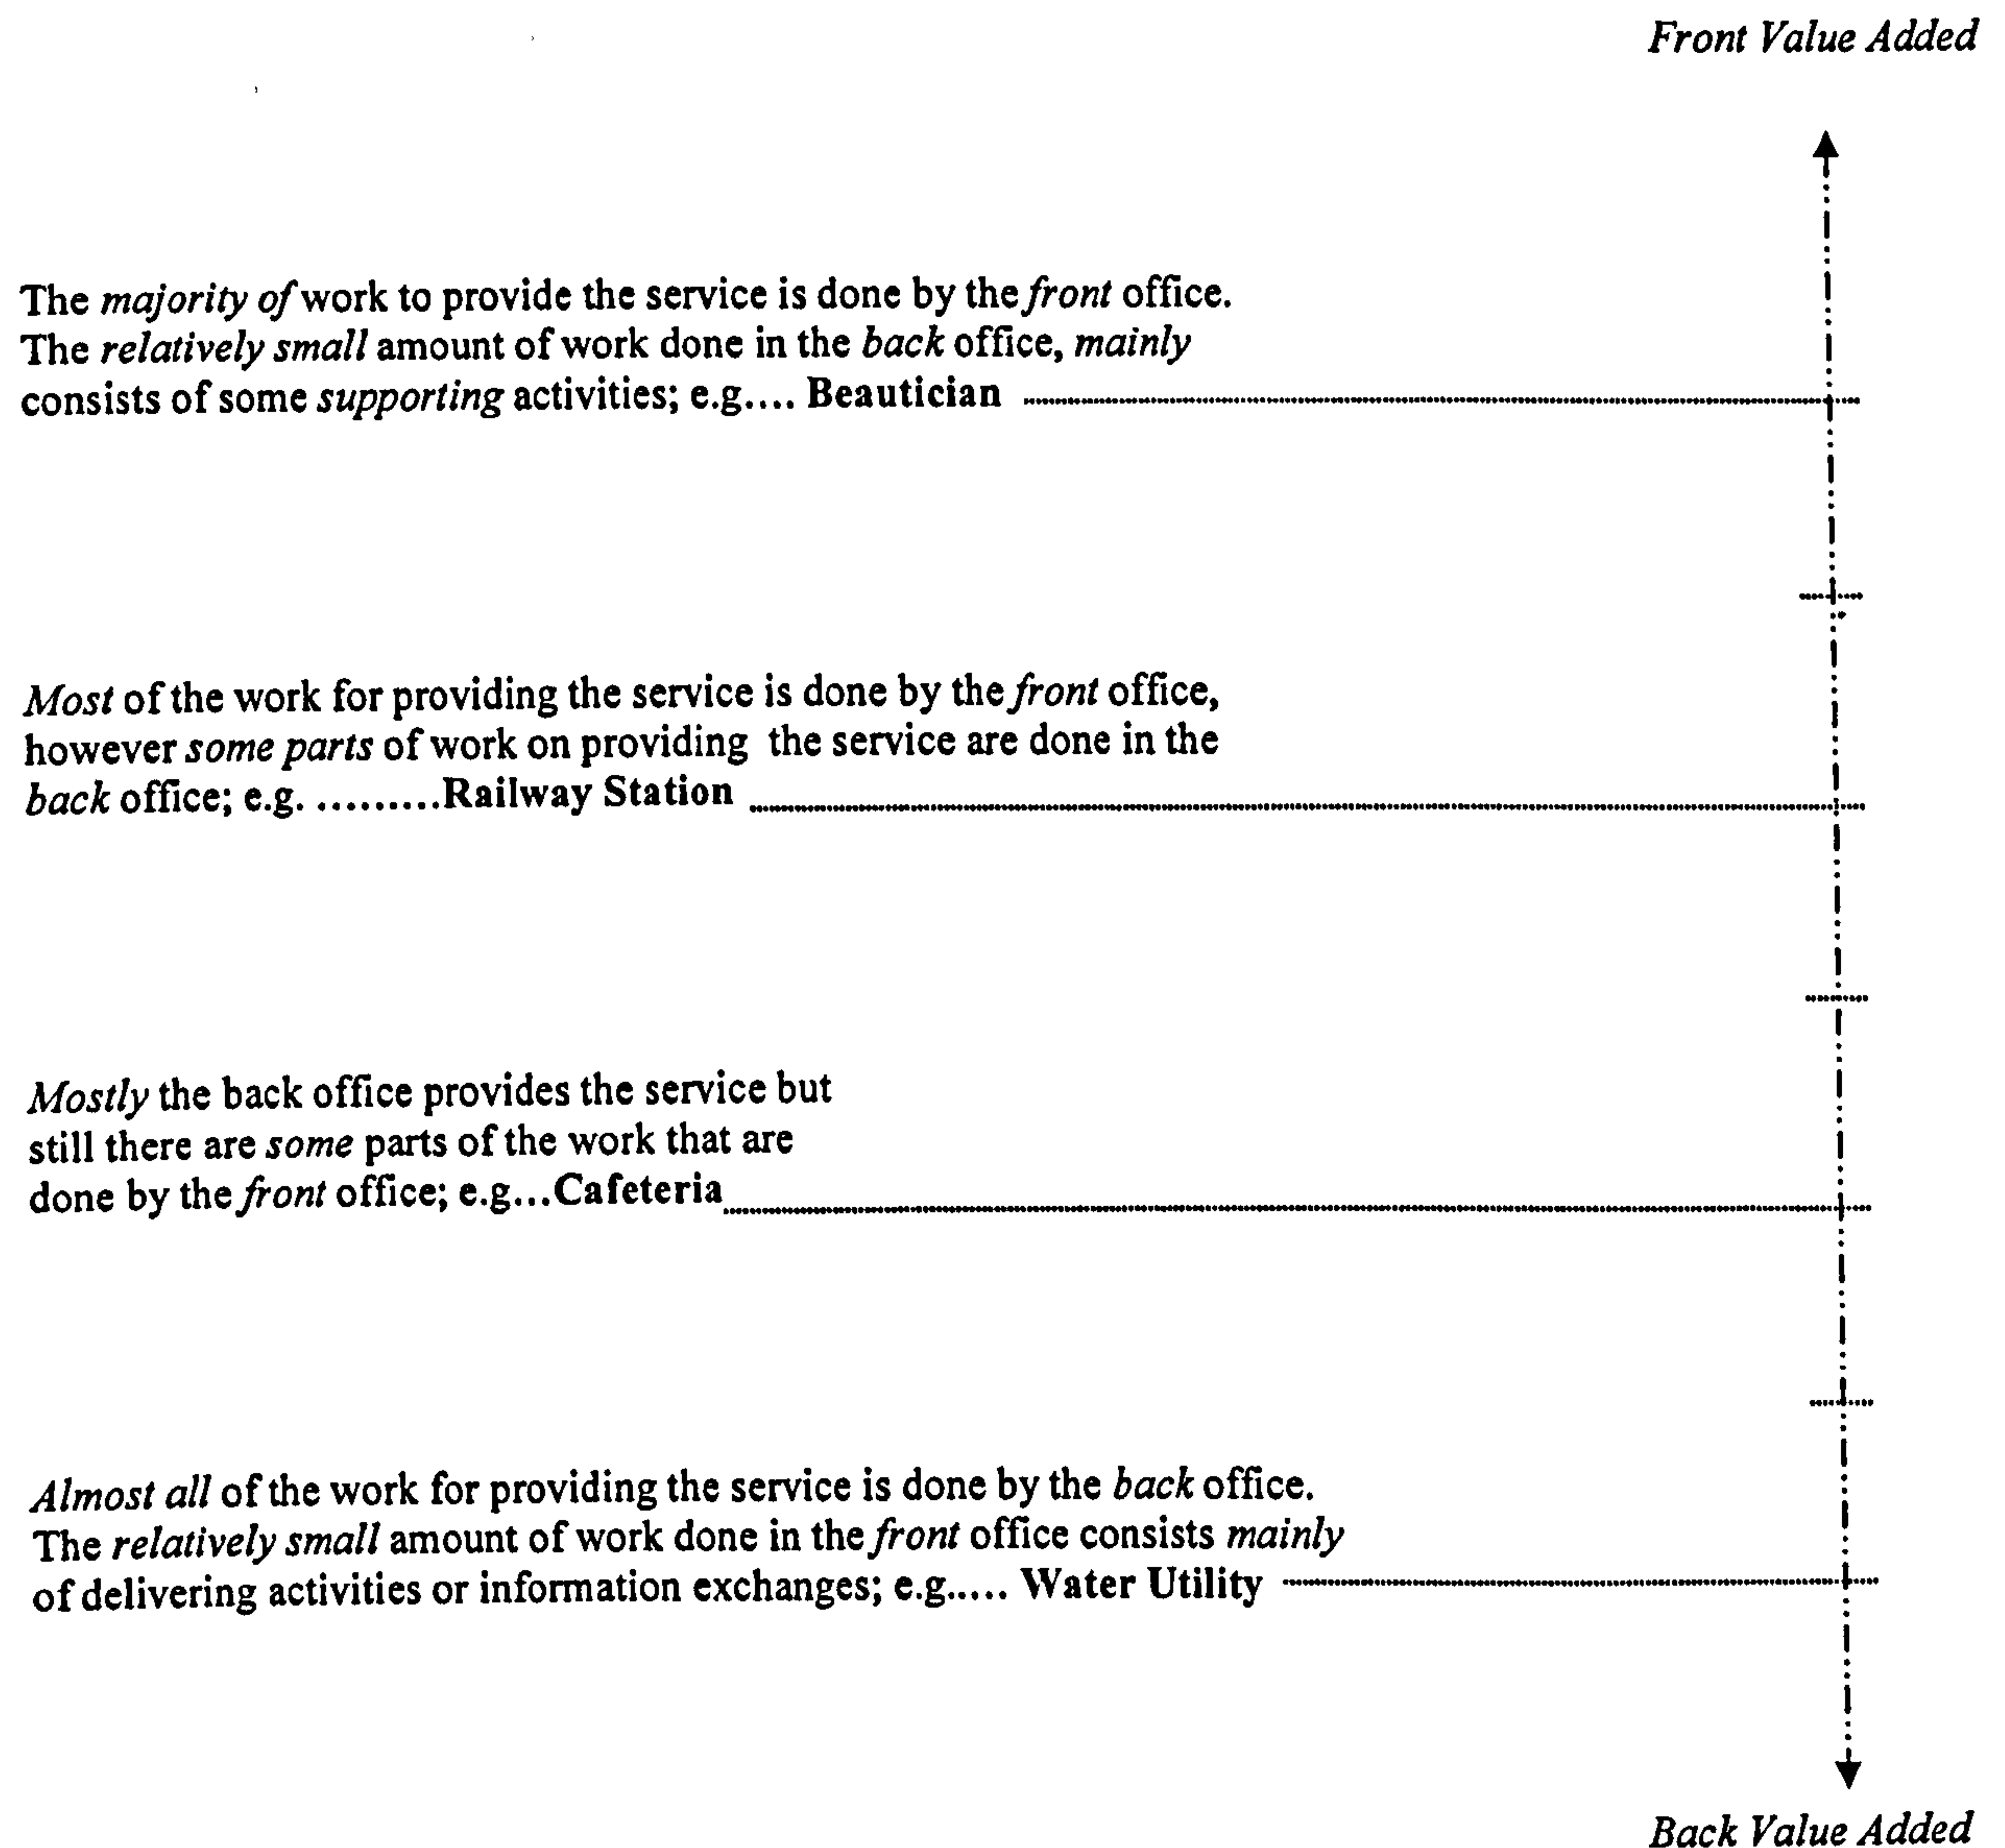 Front Value Added
The majority of work to provide the service is done by the front office.
The relatively small amount of work done in the back office, mainly
consists of some supporting activities; e.g.... Beautician
Most of the work for providing the service is done by the front office,
however some parts of work on providing the service are done in the
back office; e.g. .........Railway Station
Mostly the back office provides the service but
still there are some parts of the work that are
done by the front office; e.g...Cafeteria
Almost all of the work for providing the service is done by the back office.
The relatively small amount of work done in the front office consists mainly
of delivering activities or information exchanges; e.g..... Water Utility
Back Value Added